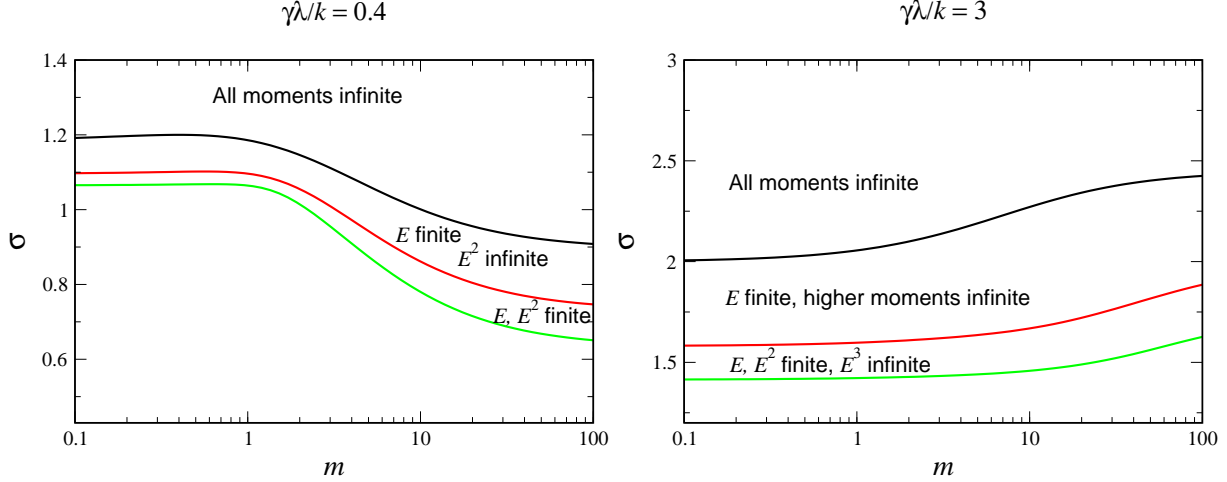 γλ/k = 0.4
1.4
1.2
1
0.8
0.6
σ
All moments infinite
E finite
E² infinite
E, E² finite
0.1
1
10
100
m
γλ/k = 3
3
2.5
2
1.5
σ
All moments infinite
E finite, higher moments infinite
E, E² finite, E³ infinite
0.1
1
10
100
m